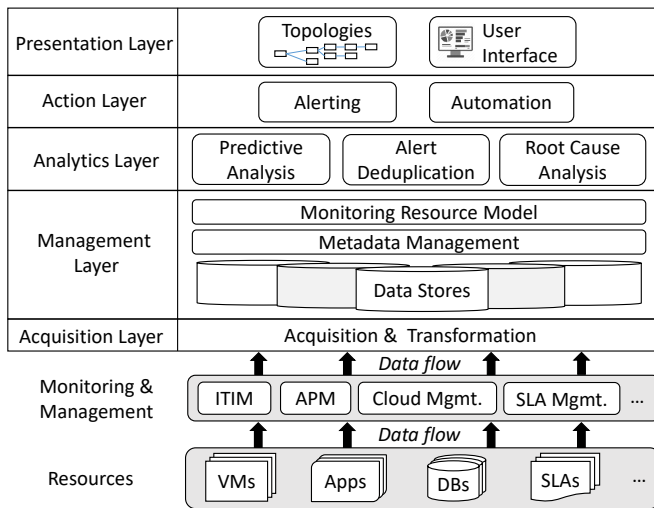 Presentation Layer
Topologies
User
Interface
Action Layer
Alerting
Automation
Analytics Layer
Predictive
Analysis
Alert
Deduplication
Root Cause
Analysis
Management
Layer
Monitoring Resource Model
Metadata Management
Data Stores
Acquisition Layer
Acquisition & Transformation
Data flow
Monitoring &
Management
ITIM
APM
Cloud Mgmt.
SLA Mgmt.
...
Data flow
Resources
VMs
Apps
DBs
SLAs
...